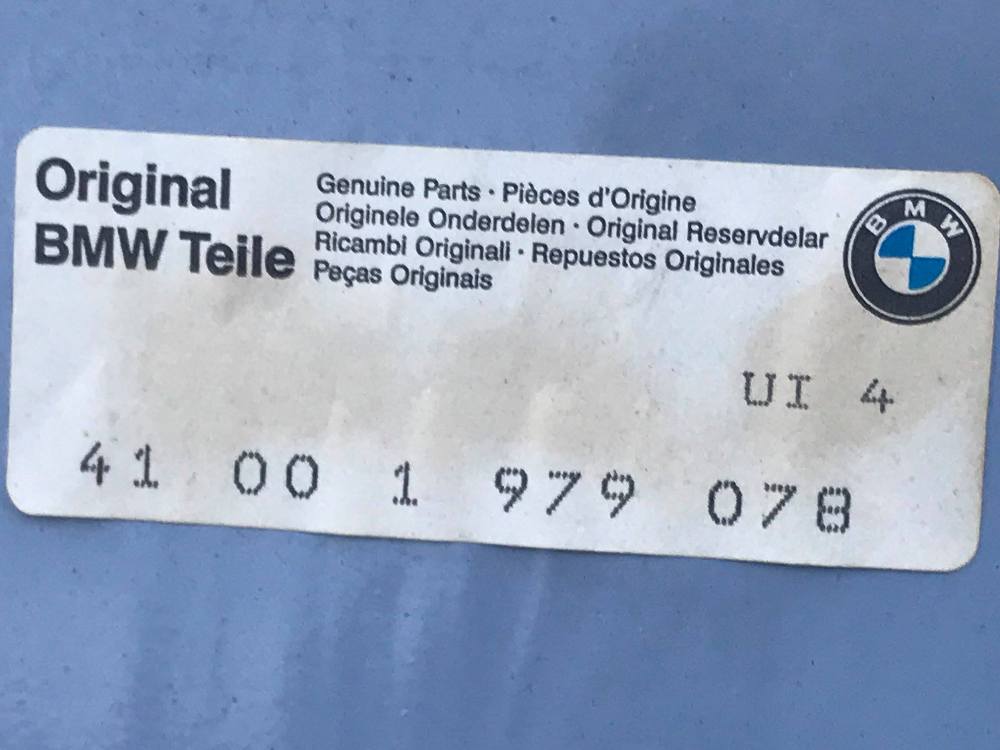 Original
BMW Teile
Genuine Parts · Pièces d'Origine
Originele Onderdelen · Original Reservdelar
Ricambi Originali · Repuestos Originales
Peças Originais
BMW
UI 4
41 00 1 979 078